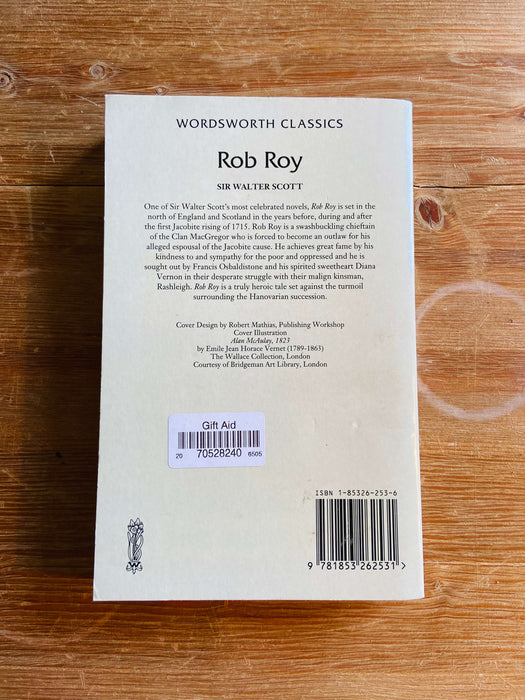 WORDSWORTH CLASSICS
Rob Roy
SIR WALTER SCOTT
One of Sir Walter Scott's most celebrated novels, Rob Roy is set in the
north of England and Scotland in the years before, during and after
the first Jacobite rising of 1715. Rob Roy is a swashbuckling chieftain
of the Clan MacGregor who is forced to become an outlaw for his
alleged espousal of the Jacobite cause. He achieves great fame by his
kindness to and sympathy for the poor and oppressed and he is
sought out by Francis Osbaldistone and his spirited sweetheart Diana
Vernon in their desperate struggle with their malign kinsman,
Rashleigh. Rob Roy is a truly heroic tale set against the turmoil
surrounding the Hanovarian succession.
Cover Design by Robert Mathias, Publishing Workshop
Cover Illustration
Alan McAulay, 1823
by Emile Jean Horace Vernet (1789-1863)
The Wallace Collection, London
Courtesy of Bridgeman Art Library, London
Gift Aid
20 70528240 6505
ISBN 1-85326-253-6
9 781853 262531 >
W